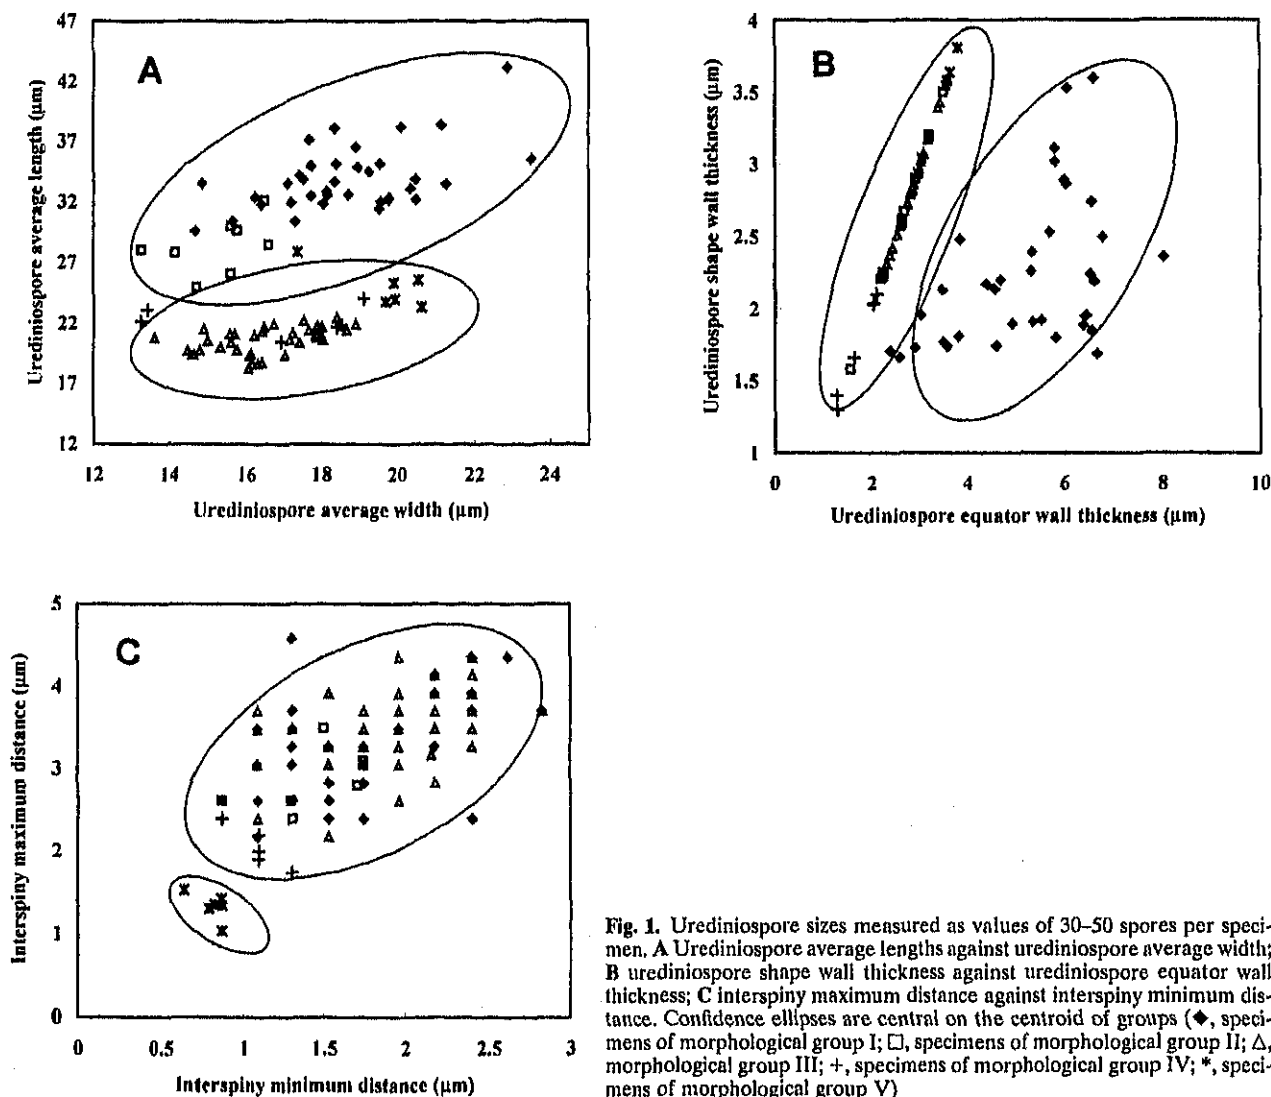 47
42
37
32
27
22
17
12
A
Urediniospore average length (μm)
12 14 16 18 20 22 24
Urediniospore average width (μm)
4
3.5
3
2.5
2
1.5
1
B
Urediniospore shape wall thickness (μm)
0 2 4 6 8 10
Urediniospore equator wall thickness (μm)
5
4
3
2
1
0
C
Interspiny maximum distance (μm)
0 0.5 1 1.5 2 2.5 3
Interspiny minimum distance (μm)
Fig. 1. Urediniospore sizes measured as values of 30–50 spores per speci-
men. A Urediniospore average lengths against urediniospore average width;
B urediniospore shape wall thickness against urediniospore equator wall
thickness; C interspiny maximum distance against interspiny minimum dis-
tance. Confidence ellipses are central on the centroid of groups (◆, speci-
mens of morphological group I; □, specimens of morphological group II; △,
morphological group III; +, specimens of morphological group IV; *, speci-
mens of morphological group V)